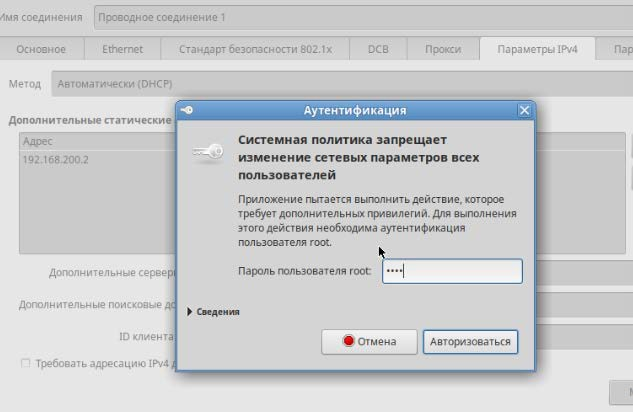 Имя соединения Проводное соединение 1
Основное Ethernet Стандарт безопасности 802.1x DCB Прокси Параметры IPv4
Метод Автоматически (DHCP)
Аутентификация
Дополнительные статические
Адрес
192.168.200.2
Системная политика запрещает
изменение сетевых параметров всех
пользователей
Приложение пытается выполнить действие, которое
требует дополнительных привилегий. Для выполнения
этого действия необходима аутентификация
пользователя root.
Пароль пользователя root: ••••
Сведения
Отмена Авторизоваться
Дополнительные
Дополнительные поисковые
ID клиента
Требовать адресацию IPv4